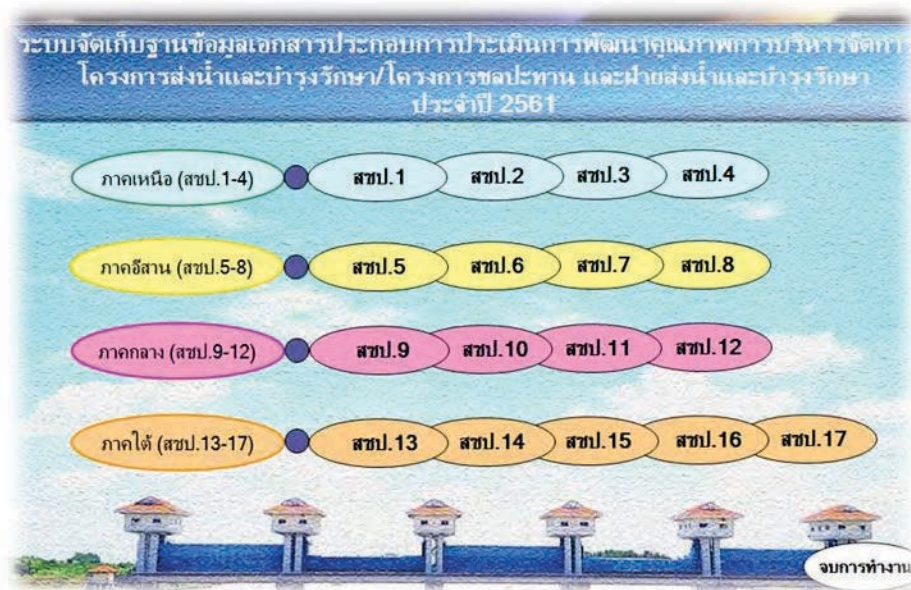 ระบบจัดเก็บฐานข้อมูลเอกสารประกอบการประเมินการพัฒนาคุณภาพการบริหารจัดการ
โครงการส่งน้ำและบำรุงรักษา/โครงการชลประทาน และฝ่ายส่งน้ำและบำรุงรักษา
ประจำปี 2561
ภาคเหนือ (สชป.1-4) สชป.1 สชป.2 สชป.3 สชป.4
ภาคอีสาน (สชป.5-8) สชป.5 สชป.6 สชป.7 สชป.8
ภาคกลาง (สชป.9-12) สชป.9 สชป.10 สชป.11 สชป.12
ภาคใต้ (สชป.13-17) สชป.13 สชป.14 สชป.15 สชป.16 สชป.17
จบการทำงาน